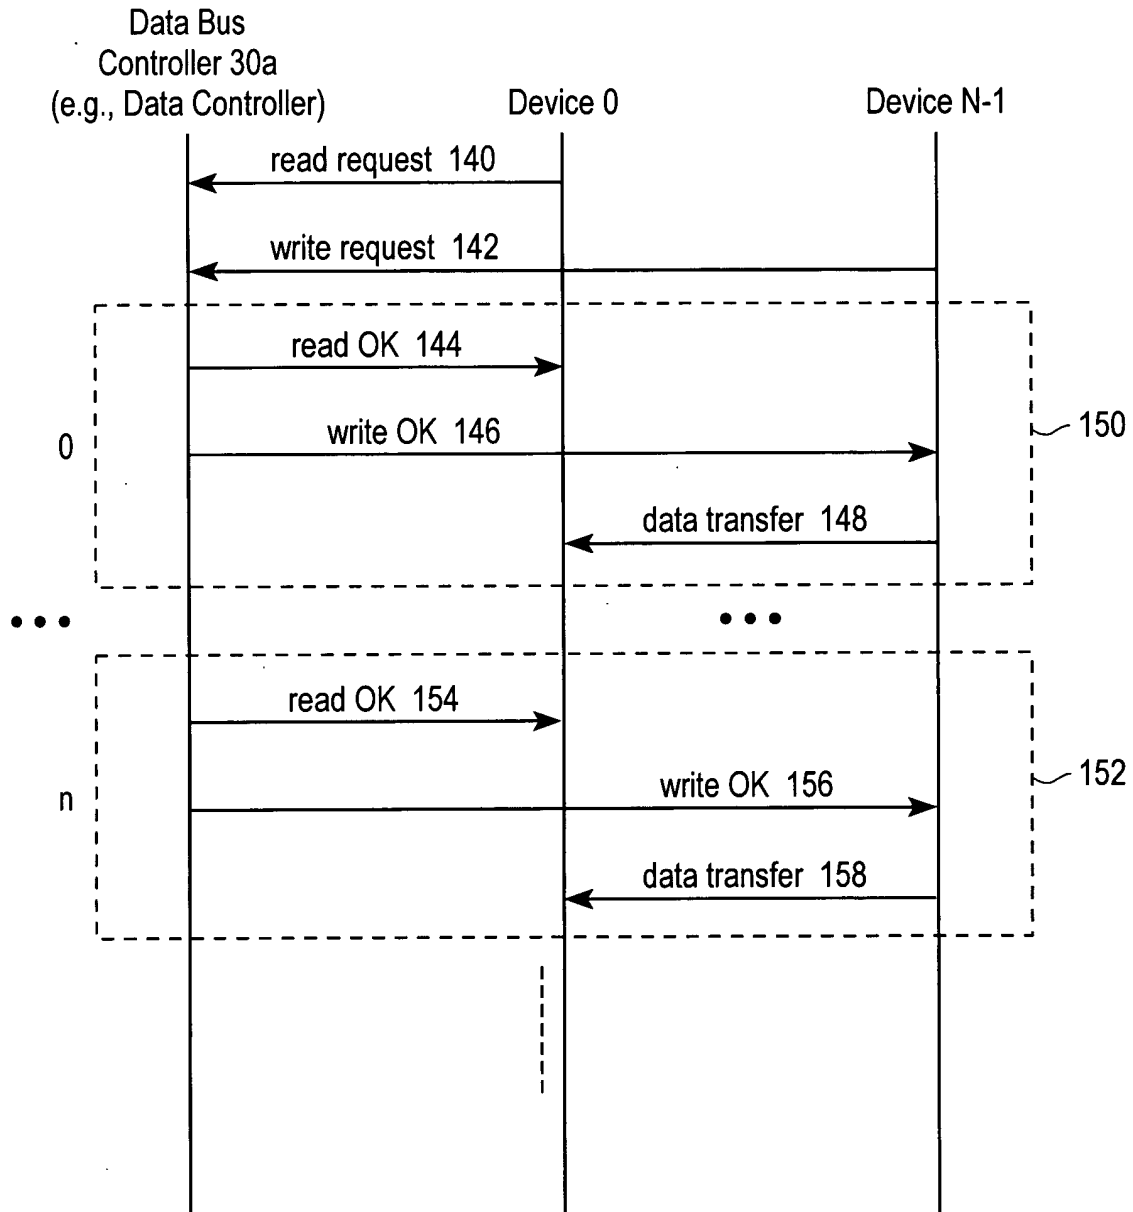 Data Bus
Controller 30a
(e.g., Data Controller)
Device 0
Device N-1
read request 140
write request 142
read OK 144
write OK 146
0
150
data transfer 148
read OK 154
write OK 156
n
152
data transfer 158